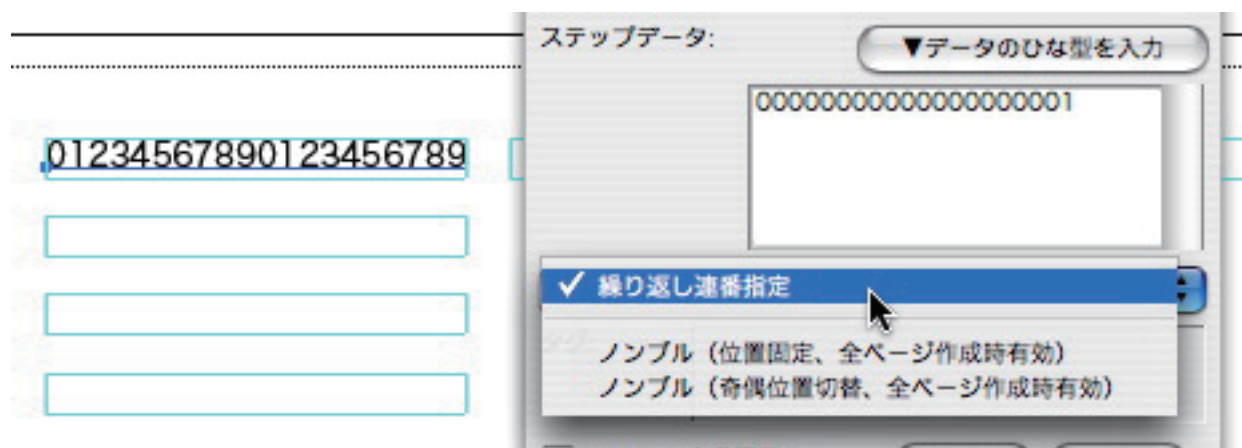 ステップデータ:
▼データのひな型を入力
00000000000000000001
01234567890123456789
✓ 繰り返し連番指定
ノンブル（位置固定、全ページ作成時有効）
ノンブル（奇偶位置切替、全ページ作成時有効）